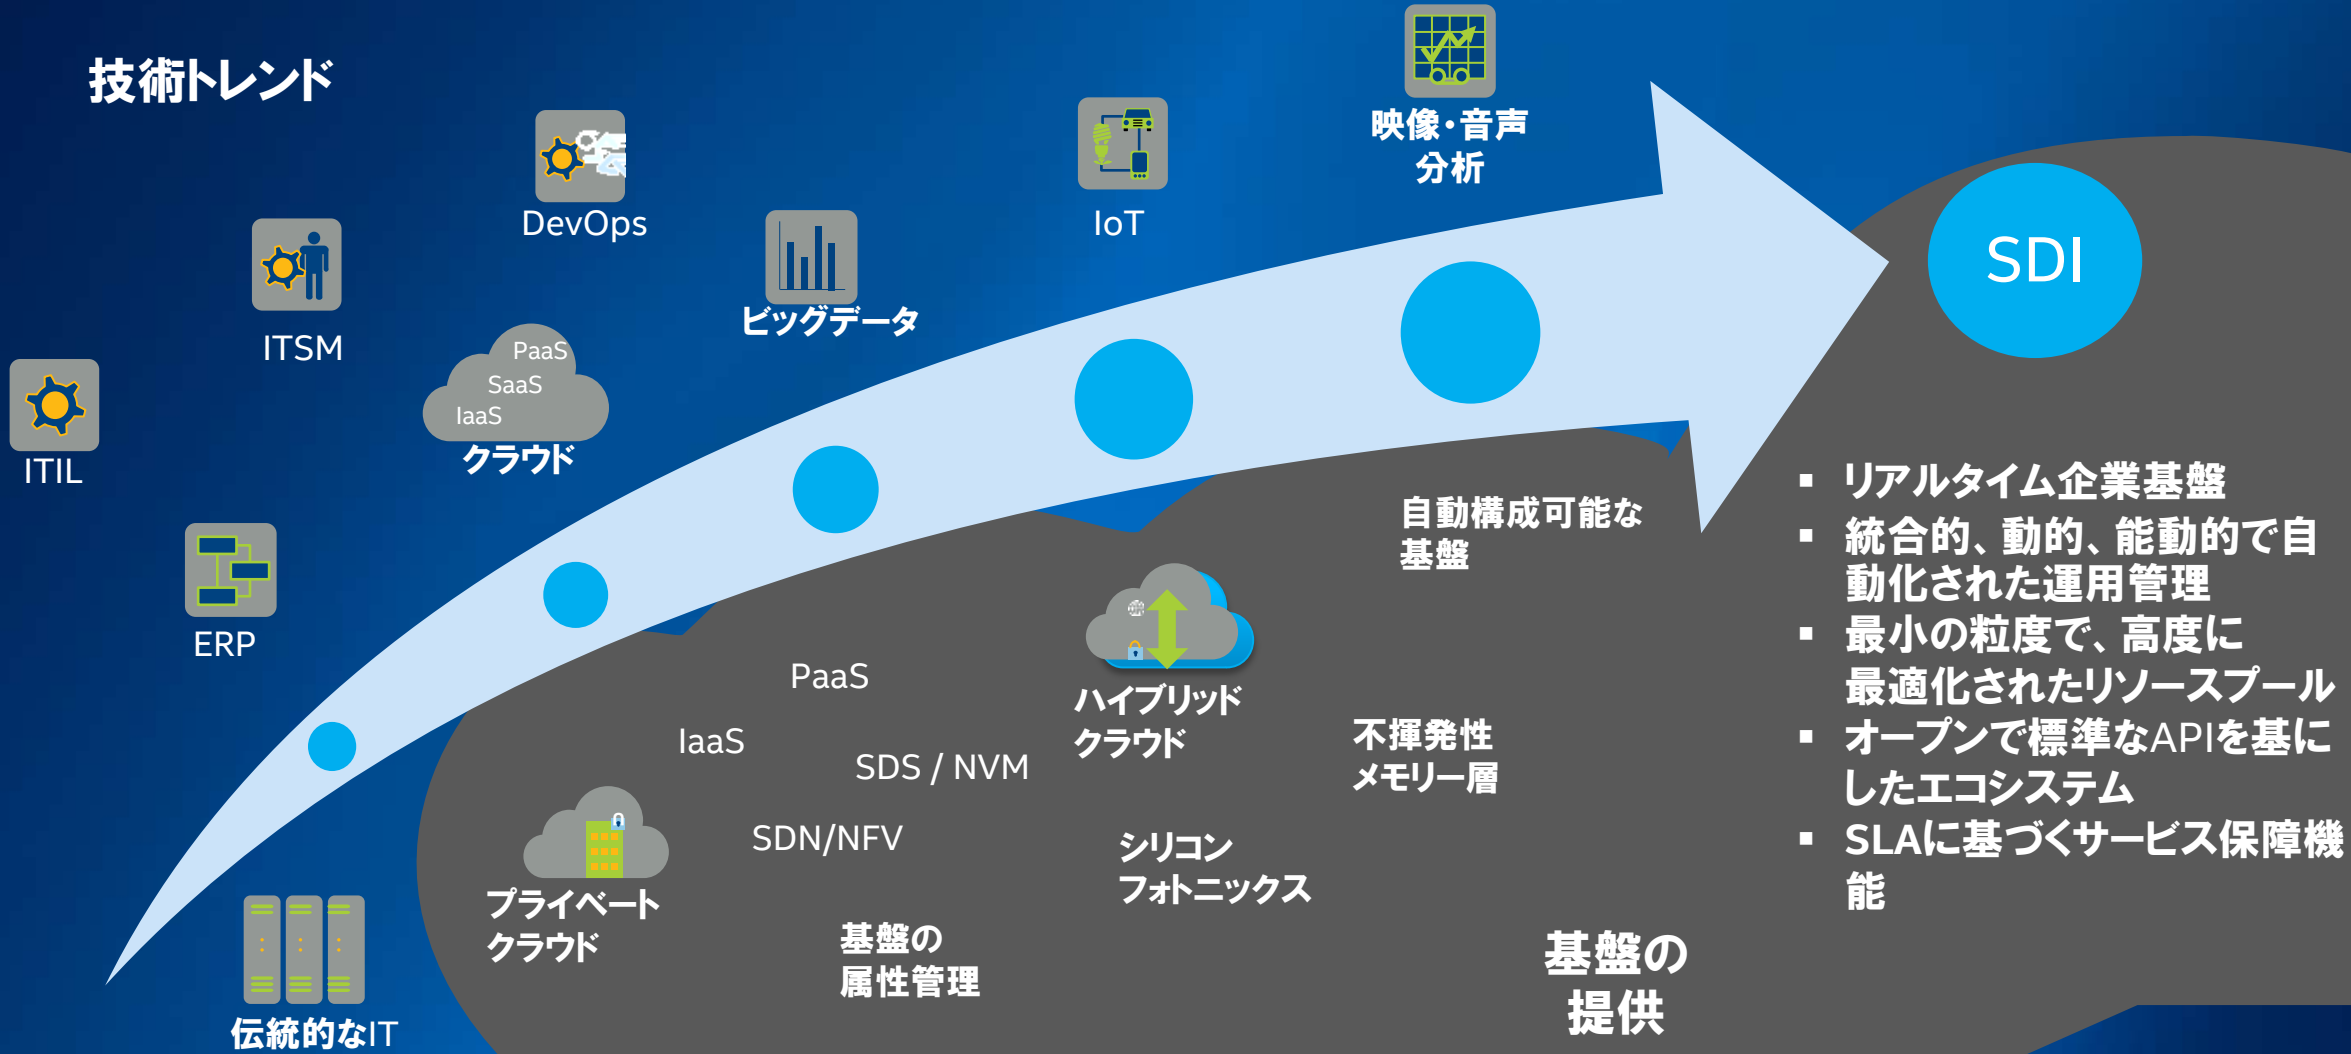 技術トレンド
映像・音声
分析
DevOps
IoT
SDI
ITSM
ビッグデータ
PaaS
SaaS
IaaS
クラウド
ITIL
ERP
自動構成可能な
基盤
PaaS
IaaS
SDS / NVM
SDN/NFV
ハイブリッド
クラウド
不揮発性
メモリー層
シリコン
フォトニックス
プライベート
クラウド
基盤の
属性管理
基盤の
提供
伝統的なIT
▪ リアルタイム企業基盤
▪ 統合的、動的、能動的で自
動化された運用管理
▪ 最小の粒度で、高度に
最適化されたリソースプール
▪ オープンで標準なAPIを基に
したエコシステム
▪ SLAに基づくサービス保障機
能